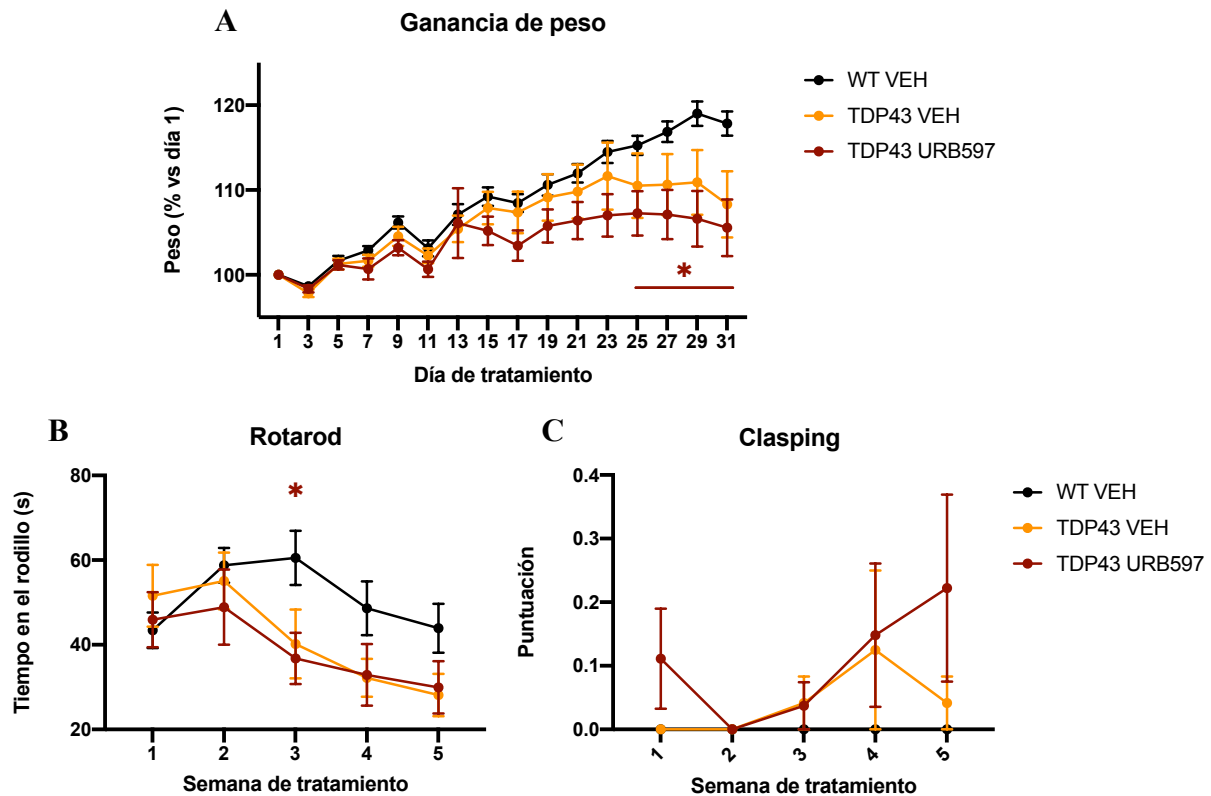 A
Ganancia de peso
Peso (% vs día 1)
120
110
100
*
1 3 5 7 9 11 13 15 17 19 21 23 25 27 29 31
Día de tratamiento
WT VEH
TDP43 VEH
TDP43 URB597
B
Rotarod
Tiempo en el rodillo (s)
80
60
40
20
*
1 2 3 4 5
Semana de tratamiento
C
Clasping
Puntuación
0.4
0.3
0.2
0.1
0.0
1 2 3 4 5
Semana de tratamiento
WT VEH
TDP43 VEH
TDP43 URB597